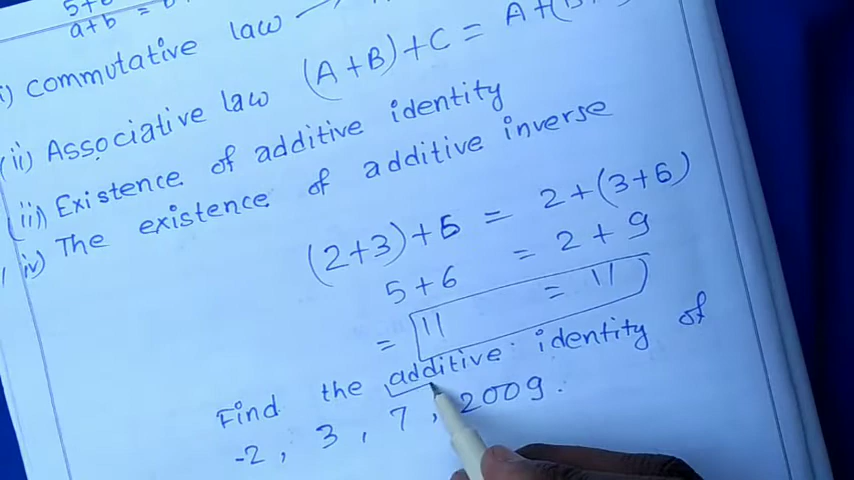 a+b =
i) Commutative law
(ii) Associative law (A+B)+C = A+(B
(iii) Existence of additive identity
iv) The existence of additive inverse
(2+3)+6 = 2+(3+6)
5+6 = 2+9
= 11 = 11
Find the additive identity of
-2, 3, 7, 2009.